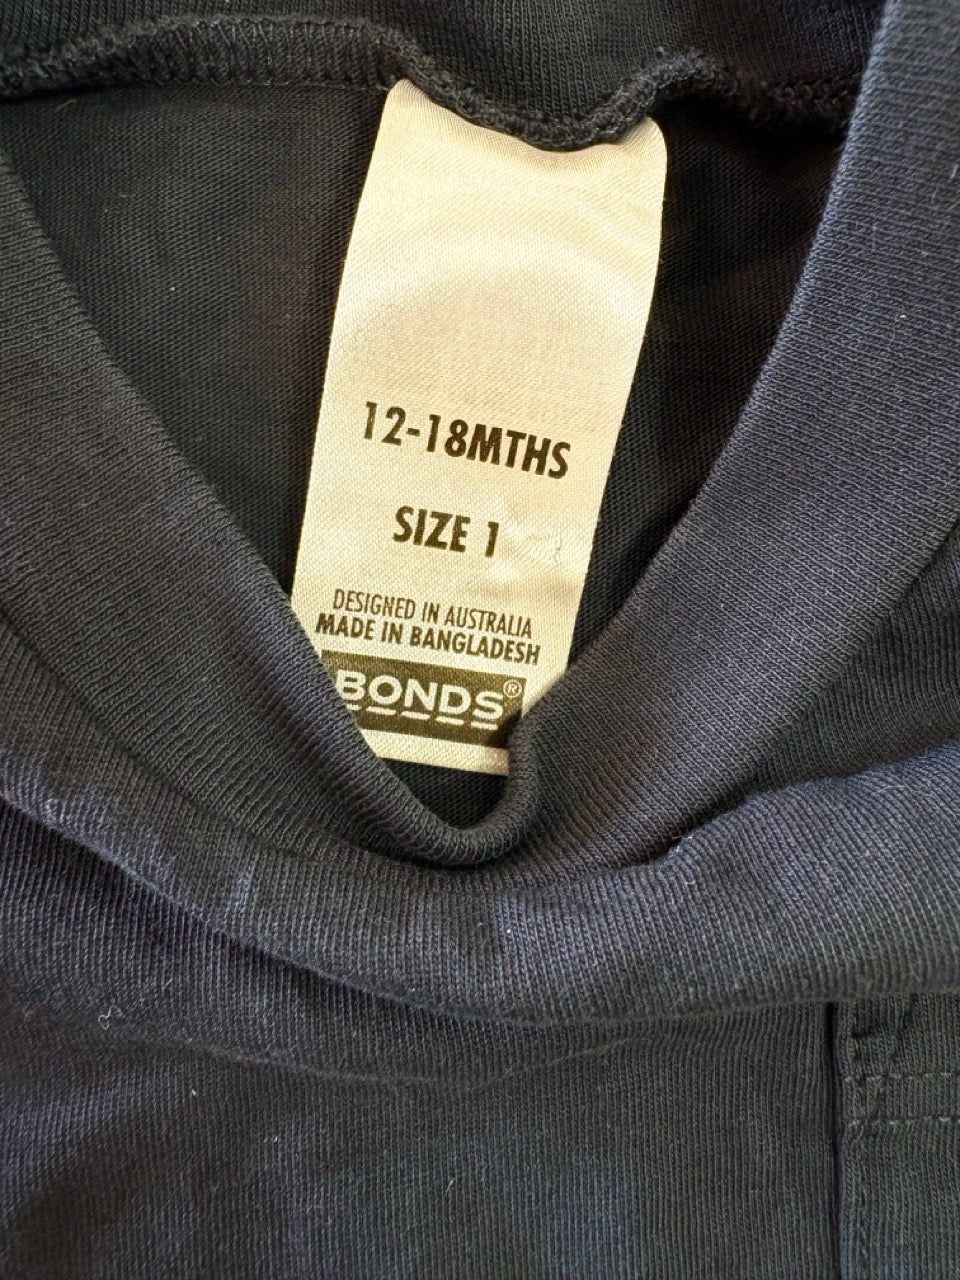 12-18MTHS
SIZE 1
DESIGNED IN AUSTRALIA
MADE IN BANGLADESH
BONDS®